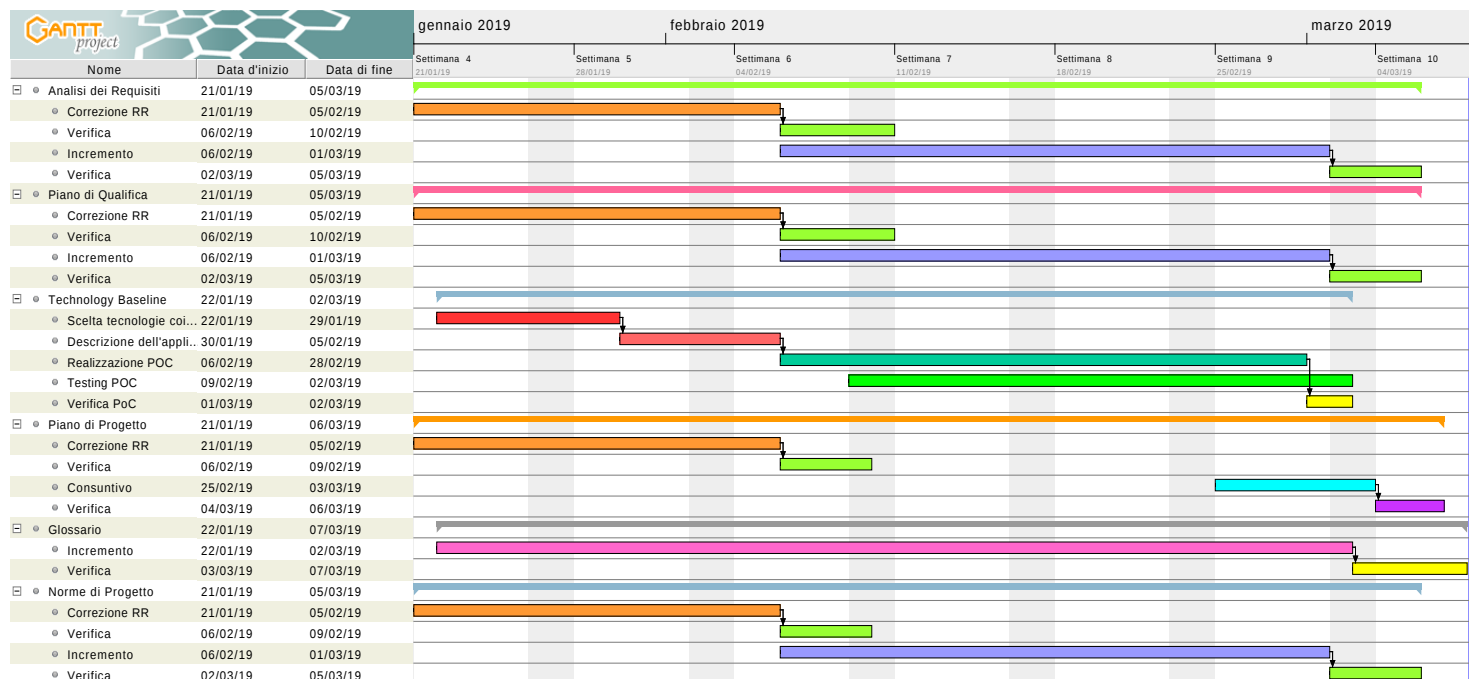 GANTT project
gennaio 2019 febbraio 2019 marzo 2019
Settimana 4 Settimana 5 Settimana 6 Settimana 7 Settimana 8 Settimana 9 Settimana 10
21/01/19 28/01/19 04/02/19 11/02/19 18/02/19 25/02/19 04/03/19
Nome Data d'inizio Data di fine
Analisi dei Requisiti 21/01/19 05/03/19
Correzione RR 21/01/19 05/02/19
Verifica 06/02/19 10/02/19
Incremento 06/02/19 01/03/19
Verifica 02/03/19 05/03/19
Piano di Qualifica 21/01/19 05/03/19
Correzione RR 21/01/19 05/02/19
Verifica 06/02/19 10/02/19
Incremento 06/02/19 01/03/19
Verifica 02/03/19 05/03/19
Technology Baseline 22/01/19 02/03/19
Scelta tecnologie coi... 22/01/19 29/01/19
Descrizione dell'appli... 30/01/19 05/02/19
Realizzazione POC 06/02/19 28/02/19
Testing POC 09/02/19 02/03/19
Verifica PoC 01/03/19 02/03/19
Piano di Progetto 21/01/19 06/03/19
Correzione RR 21/01/19 05/02/19
Verifica 06/02/19 09/02/19
Consuntivo 25/02/19 03/03/19
Verifica 04/03/19 06/03/19
Glossario 22/01/19 07/03/19
Incremento 22/01/19 02/03/19
Verifica 03/03/19 07/03/19
Norme di Progetto 21/01/19 05/03/19
Correzione RR 21/01/19 05/02/19
Verifica 06/02/19 09/02/19
Incremento 06/02/19 01/03/19
Verifica 02/03/19 05/03/19